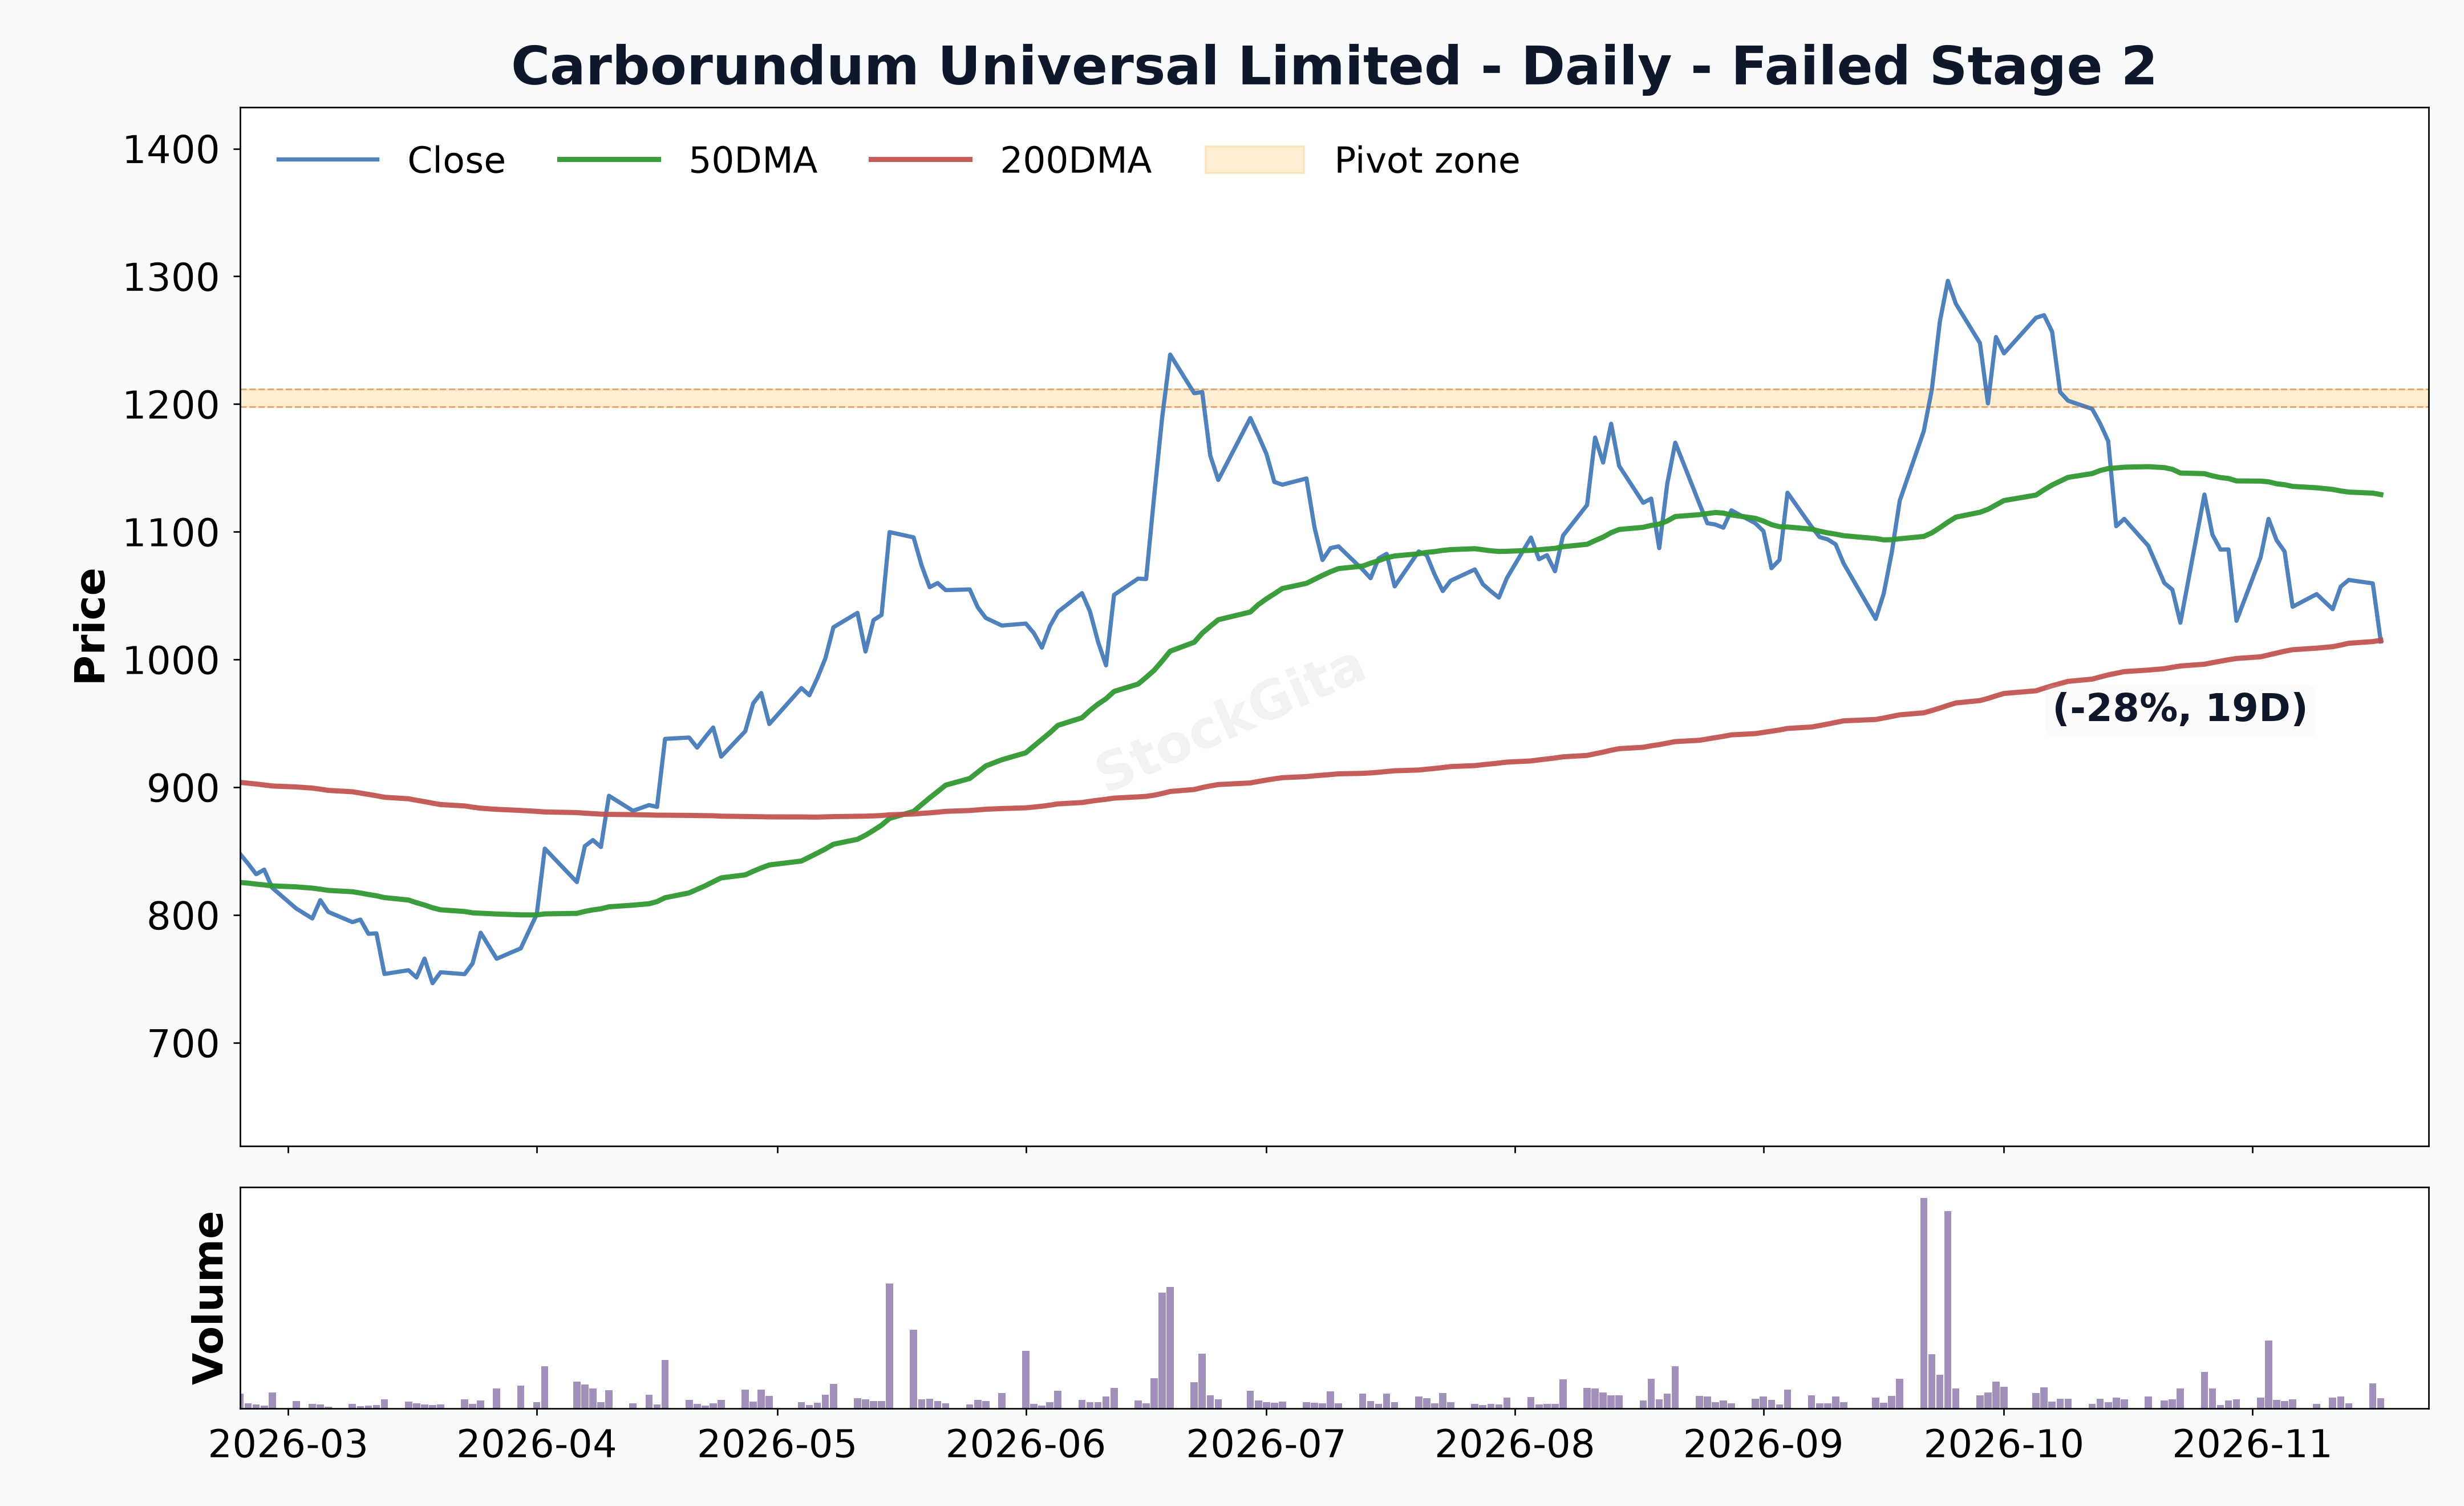 Carborundum Universal Limited - Daily - Failed Stage 2
Close 50DMA 200DMA Pivot zone
1400
1300
1200
1100
1000
900
800
700
Price
StockGita
(-28%, 19D)
Volume
2026-03 2026-04 2026-05 2026-06 2026-07 2026-08 2026-09 2026-10 2026-11